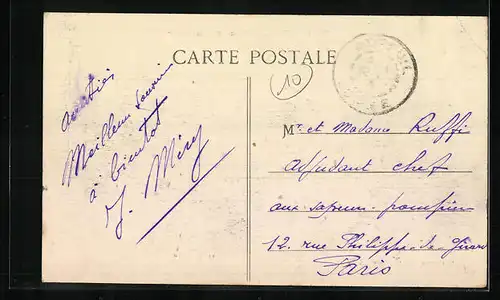 CARTE POSTALE
10
amitiés
Meilleur souvenir
à bientôt
J. Méry
Mr. et Madame Ruffi
adjudant chef
aux sapeurs pompiers
12, rue Philippe-de-Girard
Paris